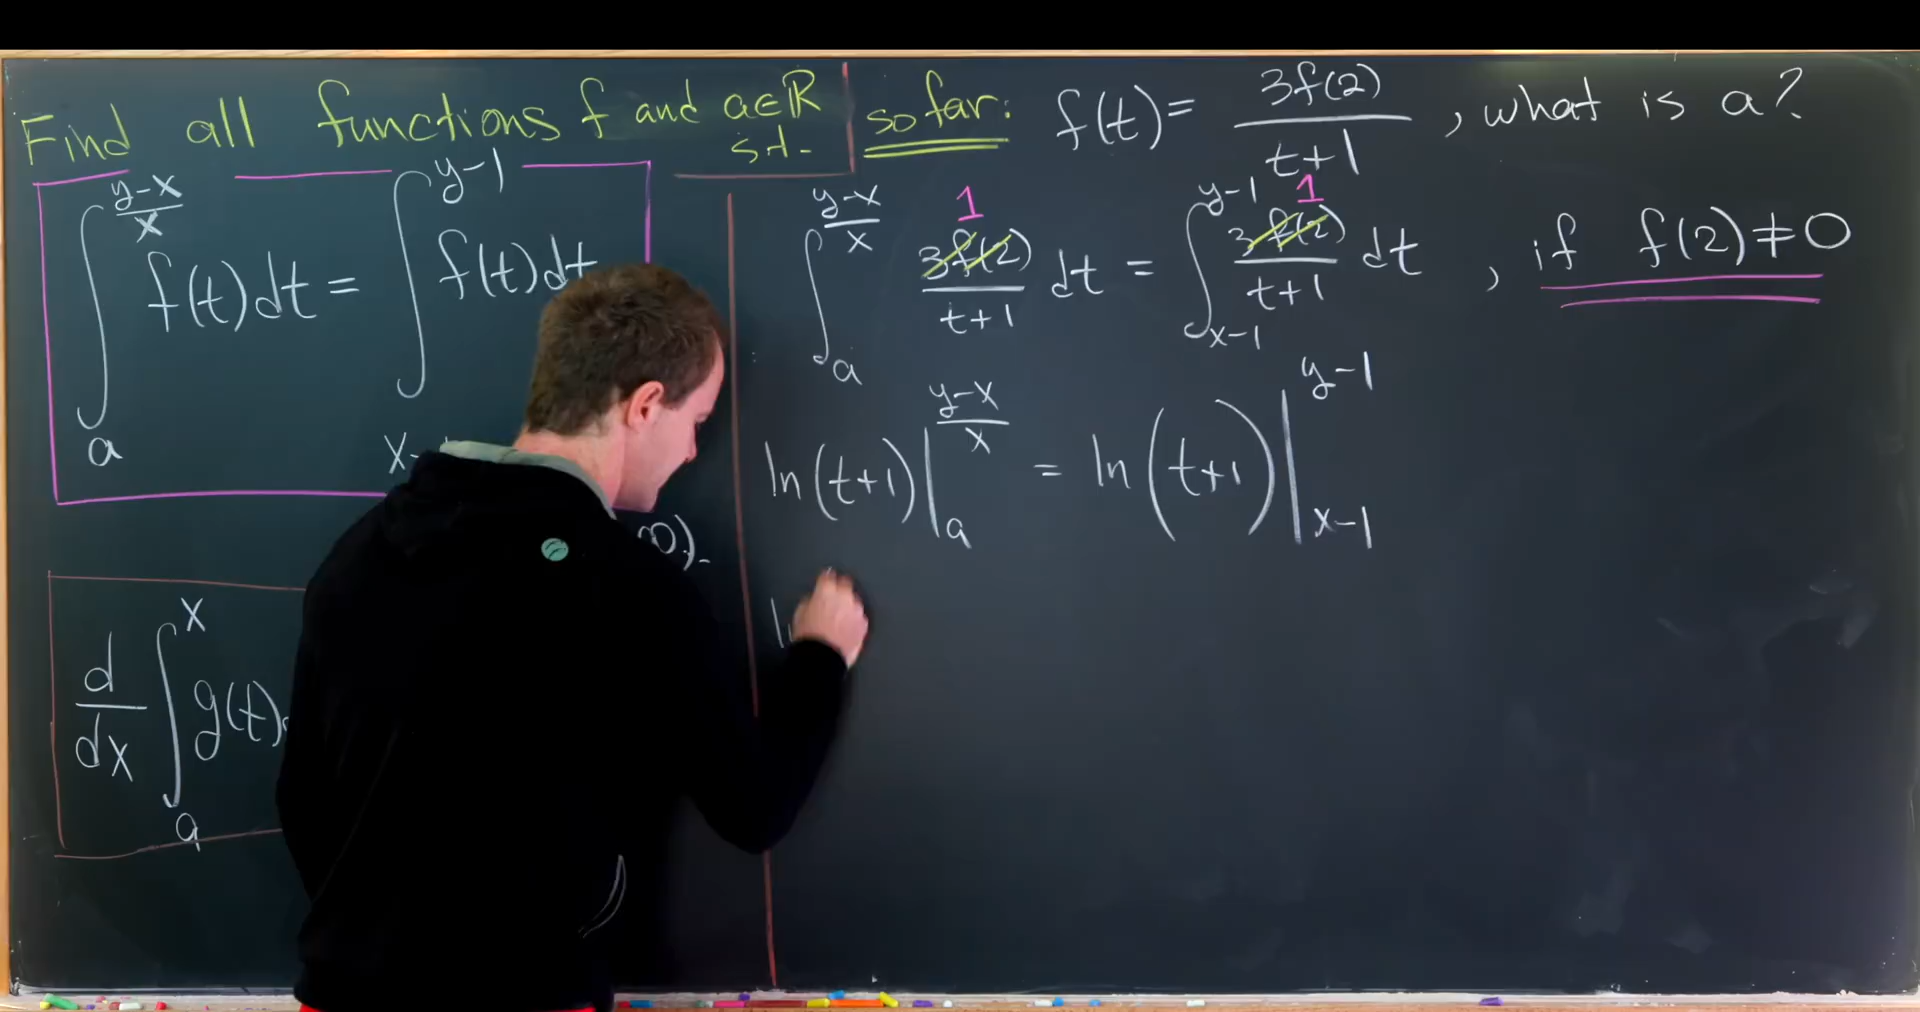 Find all functions f and a∈ℝ s.t.
∫_a^{(y-x)/x} f(t)dt = ∫_{x-}^{y-1} f(t)dt
∞).
d/dx ∫_a^x g(t)
so far: f(t) = 3f(2)/(t+1), what is a?
∫_a^{(y-x)/x} 3f(2)/(t+1) dt = ∫_{x-1}^{y-1} 3f(2)/(t+1) dt, if f(2)≠0
1 1
ln(t+1)|_a^{(y-x)/x} = ln(t+1)|_{x-1}^{y-1}